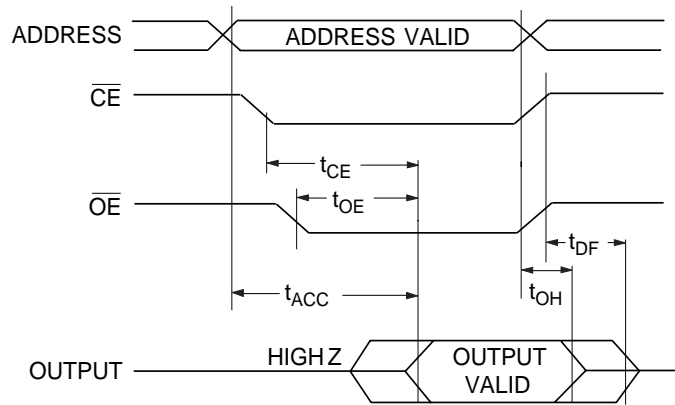 ADDRESS
ADDRESS VALID
CE
tCE
OE
tOE
tDF
tACC
tOH
OUTPUT
HIGH Z
OUTPUT
VALID